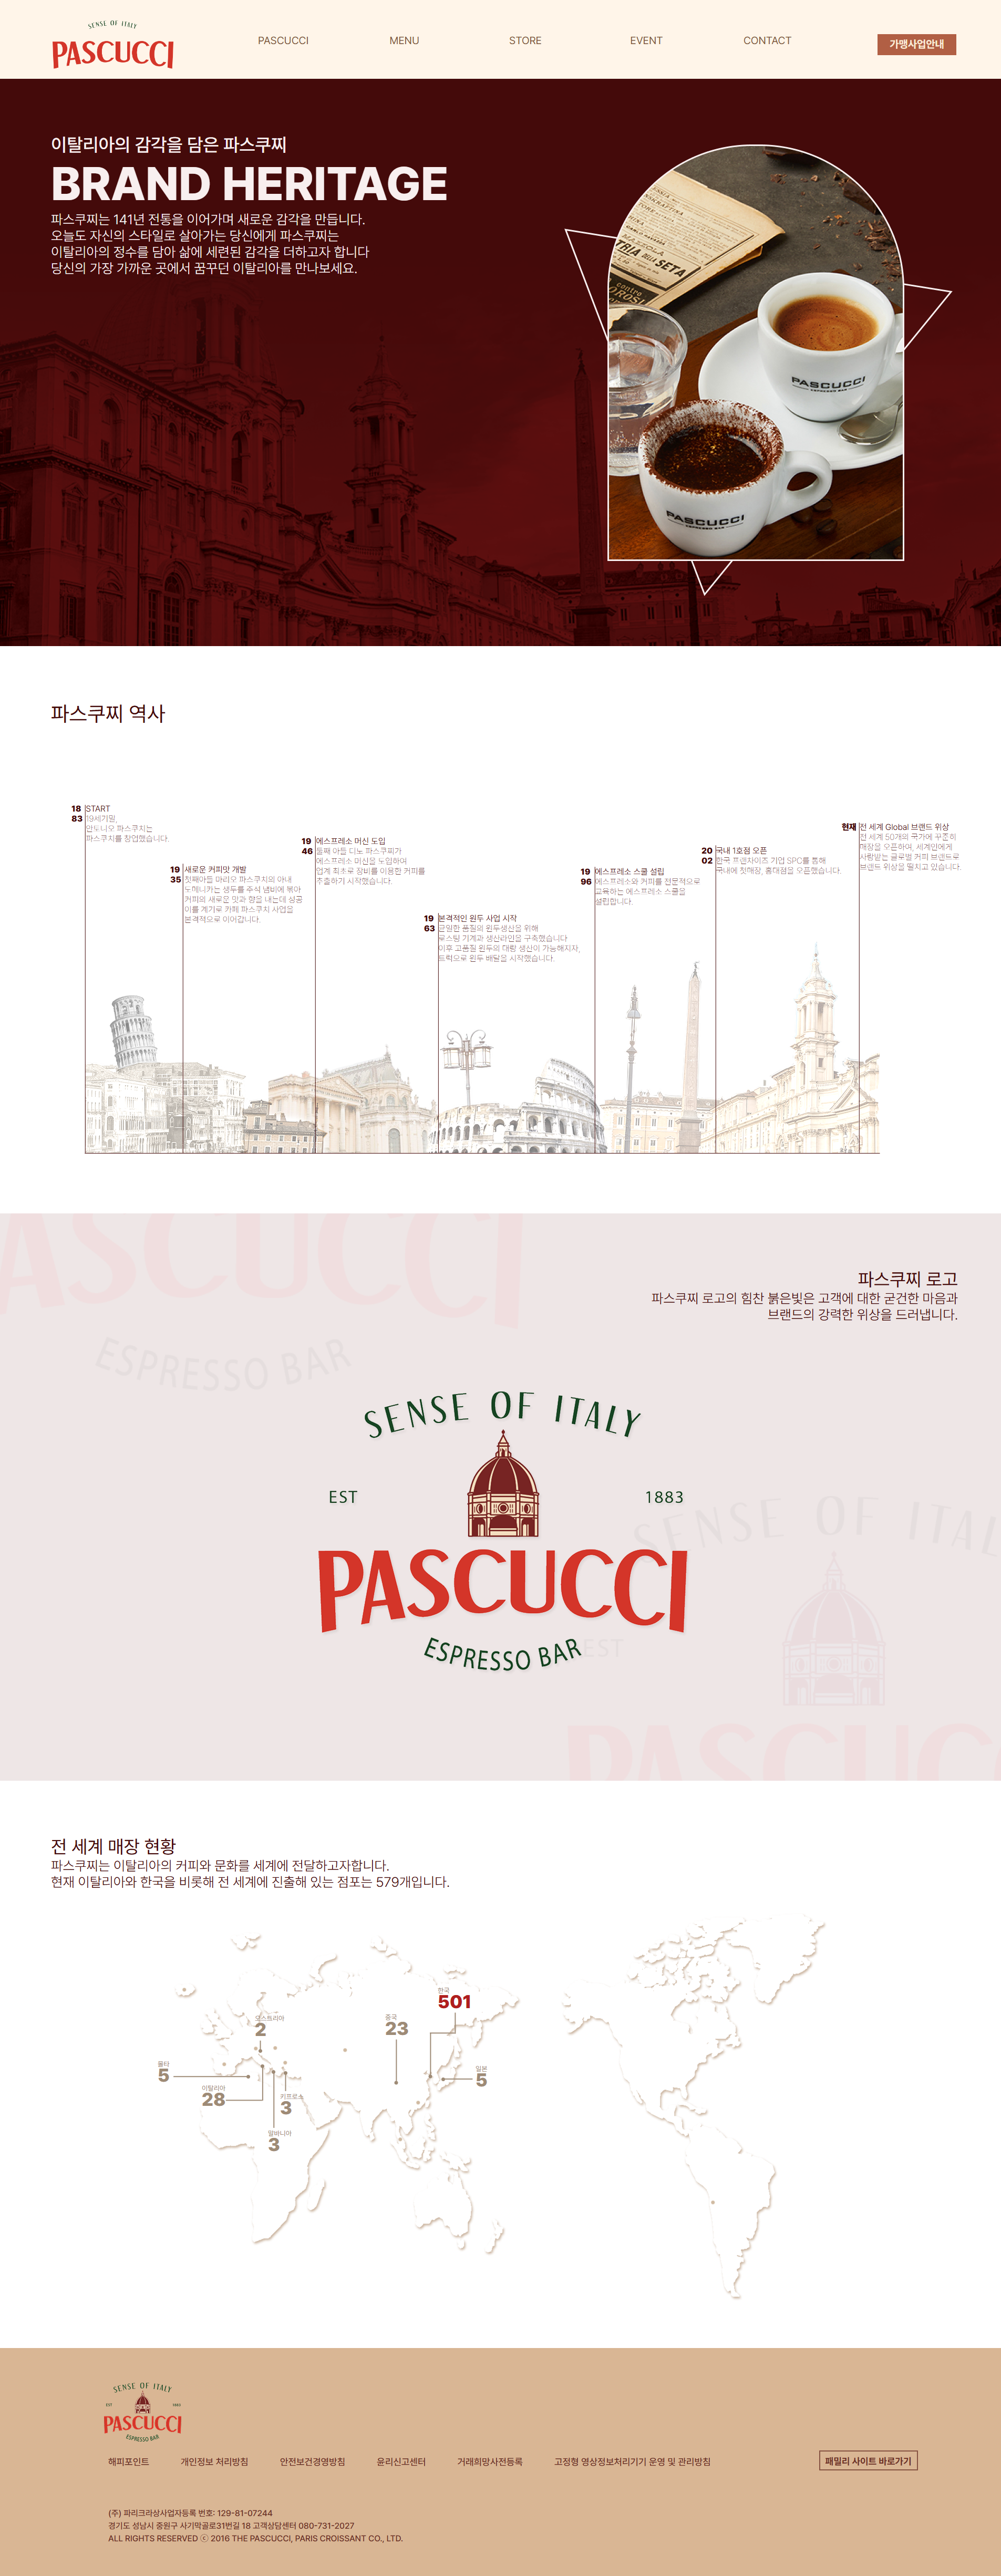 SENSE OF ITALY
PASCUCCI
PASCUCCI
MENU
STORE
EVENT
CONTACT
가맹사업안내
이탈리아의 감각을 담은 파스쿠찌
BRAND HERITAGE
파스쿠찌는 141년 전통을 이어가며 새로운 감각을 만듭니다.
오늘도 자신의 스타일로 살아가는 당신에게 파스쿠찌는
이탈리아의 정수를 담아 삶에 세련된 감각을 더하고자 합니다
당신의 가장 가까운 곳에서 꿈꾸던 이탈리아를 만나보세요.
TRIA DELLA SETA
PASCUCCI
PASCUCCI
파스쿠찌 역사
18 START
83 19세기말,
안토니오 파스쿠치는
파스쿠치를 창업했습니다.
19 새로운 커피맛 개발
35 첫째아들 마리오 파스쿠치의 아내
도메니카는 생두를 주석 냄비에 볶아
커피의 새로운 맛과 향을 내는데 성공
이를 계기로 카페 파스쿠치 사업을
본격적으로 이어갑니다.
19 에스프레소 머신 도입
46 둘째 아들 디노 파스쿠찌가
에스프레소 머신을 도입하여
업계 최초로 장비를 이용한 커피를
추출하기 시작했습니다.
19 본격적인 원두 사업 시작
63 균일한 품질의 원두생산을 위해
로스팅 기계과 생산라인을 구축했습니다
이후 고품질 원두의 대량 생산이 가능해지자,
트럭으로 원두 배달을 시작했습니다.
19 에스프레소 스쿨 설립
96 에스프레소와 커피를 전문적으로
교육하는 에스프레소 스쿨을
설립합니다.
20 국내 1호점 오픈
02 한국 프랜차이즈 기업 SPC를 통해
국내에 첫매장, 홍대점을 오픈했습니다.
현재 전 세계 Global 브랜드 위상
전 세계 50개의 국가에 꾸준히
매장을 오픈하여, 세계인에게
사랑받는 글로벌 커피 브랜드로
브랜드 위상을 떨치고 있습니다.
PASCUCCI
ESPRESSO BAR
파스쿠찌 로고
파스쿠찌 로고의 힘찬 붉은빛은 고객에 대한 굳건한 마음과
브랜드의 강력한 위상을 드러냅니다.
SENSE OF ITALY
EST 1883
PASCUCCI
ESPRESSO BAR
SENSE OF ITAL
EST
PASCUCC
전 세계 매장 현황
파스쿠찌는 이탈리아의 커피와 문화를 세계에 전달하고자합니다.
현재 이탈리아와 한국을 비롯해 전 세계에 진출해 있는 점포는 579개입니다.
한국
501
오스트리아
2
중국
23
몰타
5
일본
5
이탈리아
28
키프로스
3
알바니아
3
SENSE OF ITALY
EST 1883
PASCUCCI
ESPRESSO BAR
해피포인트
개인정보 처리방침
안전보건경영방침
윤리신고센터
거래희망사전등록
고정형 영상정보처리기기 운영 및 관리방침
패밀리 사이트 바로가기
(주) 파리크라상사업자등록 번호: 129-81-07244
경기도 성남시 중원구 사기막골로31번길 18 고객상담센터 080-731-2027
ALL RIGHTS RESERVED ⓒ 2016 THE PASCUCCI, PARIS CROISSANT CO., LTD.